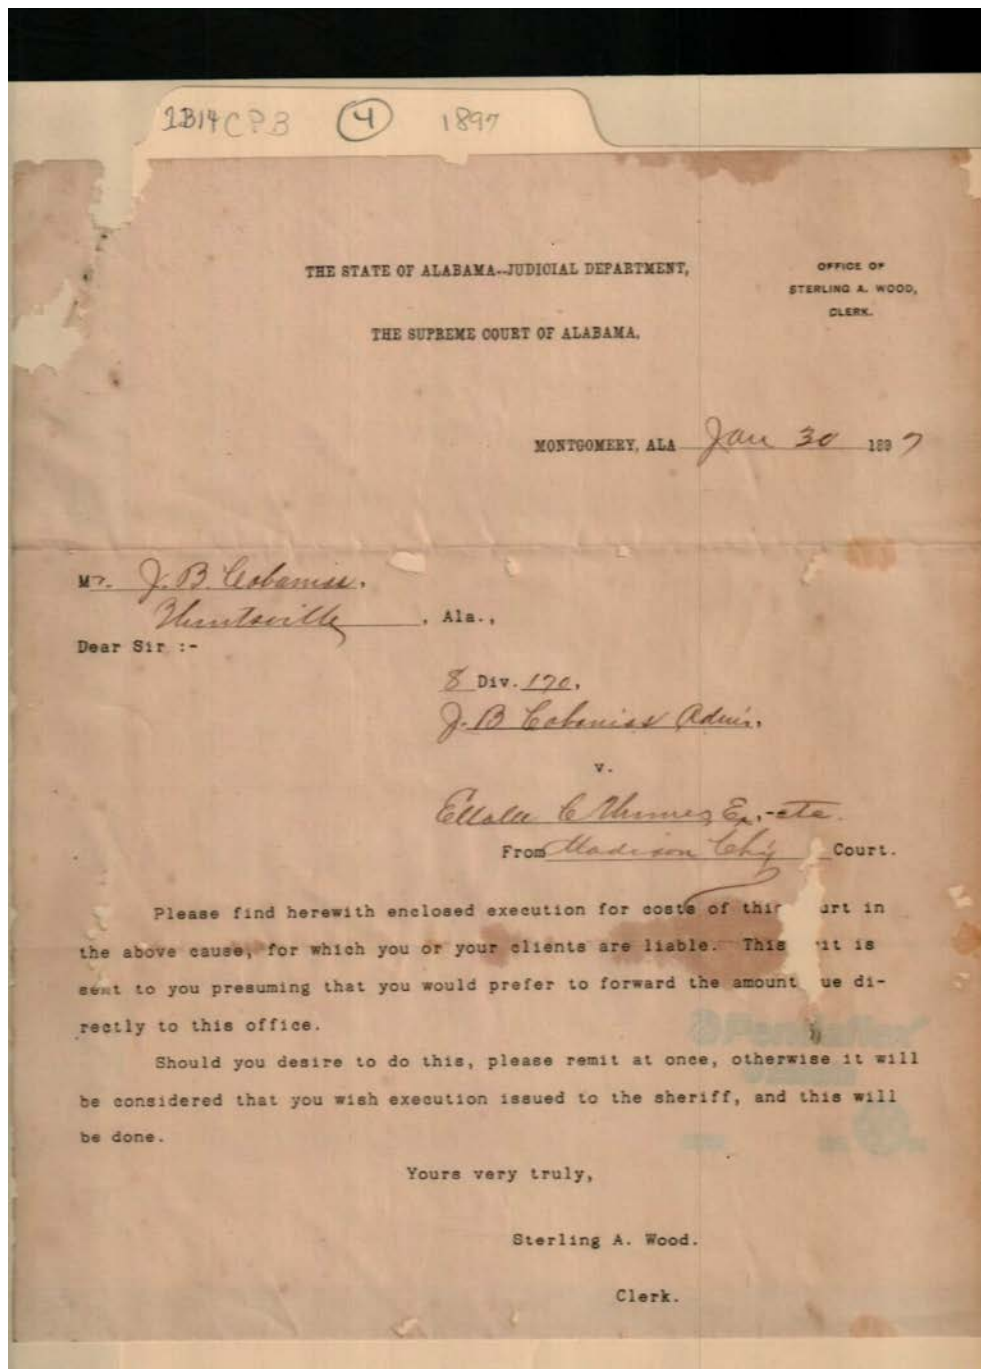 2B14 CPB 4 1897
THE STATE OF ALABAMA--JUDICIAL DEPARTMENT,
OFFICE OF
STERLING A. WOOD,
CLERK.
THE SUPREME COURT OF ALABAMA.
MONTGOMERY, ALA Jan 30 1897
Mr. J. B. Cobaniss,
Huntsville, Ala.,
Dear Sir :-
8 Div. 170,
J. B Cobaniss Admr.
v.
C Ex,
From Madison Court.
Please find herewith enclosed execution for costs of this urt in
the above cause, for which you or your clients are liable. This it is
sent to you presuming that you would prefer to forward the amount ue di-
rectly to this office.
Should you desire to do this, please remit at once, otherwise it will
be considered that you wish execution issued to the sheriff, and this will
be done.
Yours very truly,
Sterling A. Wood.
Clerk.